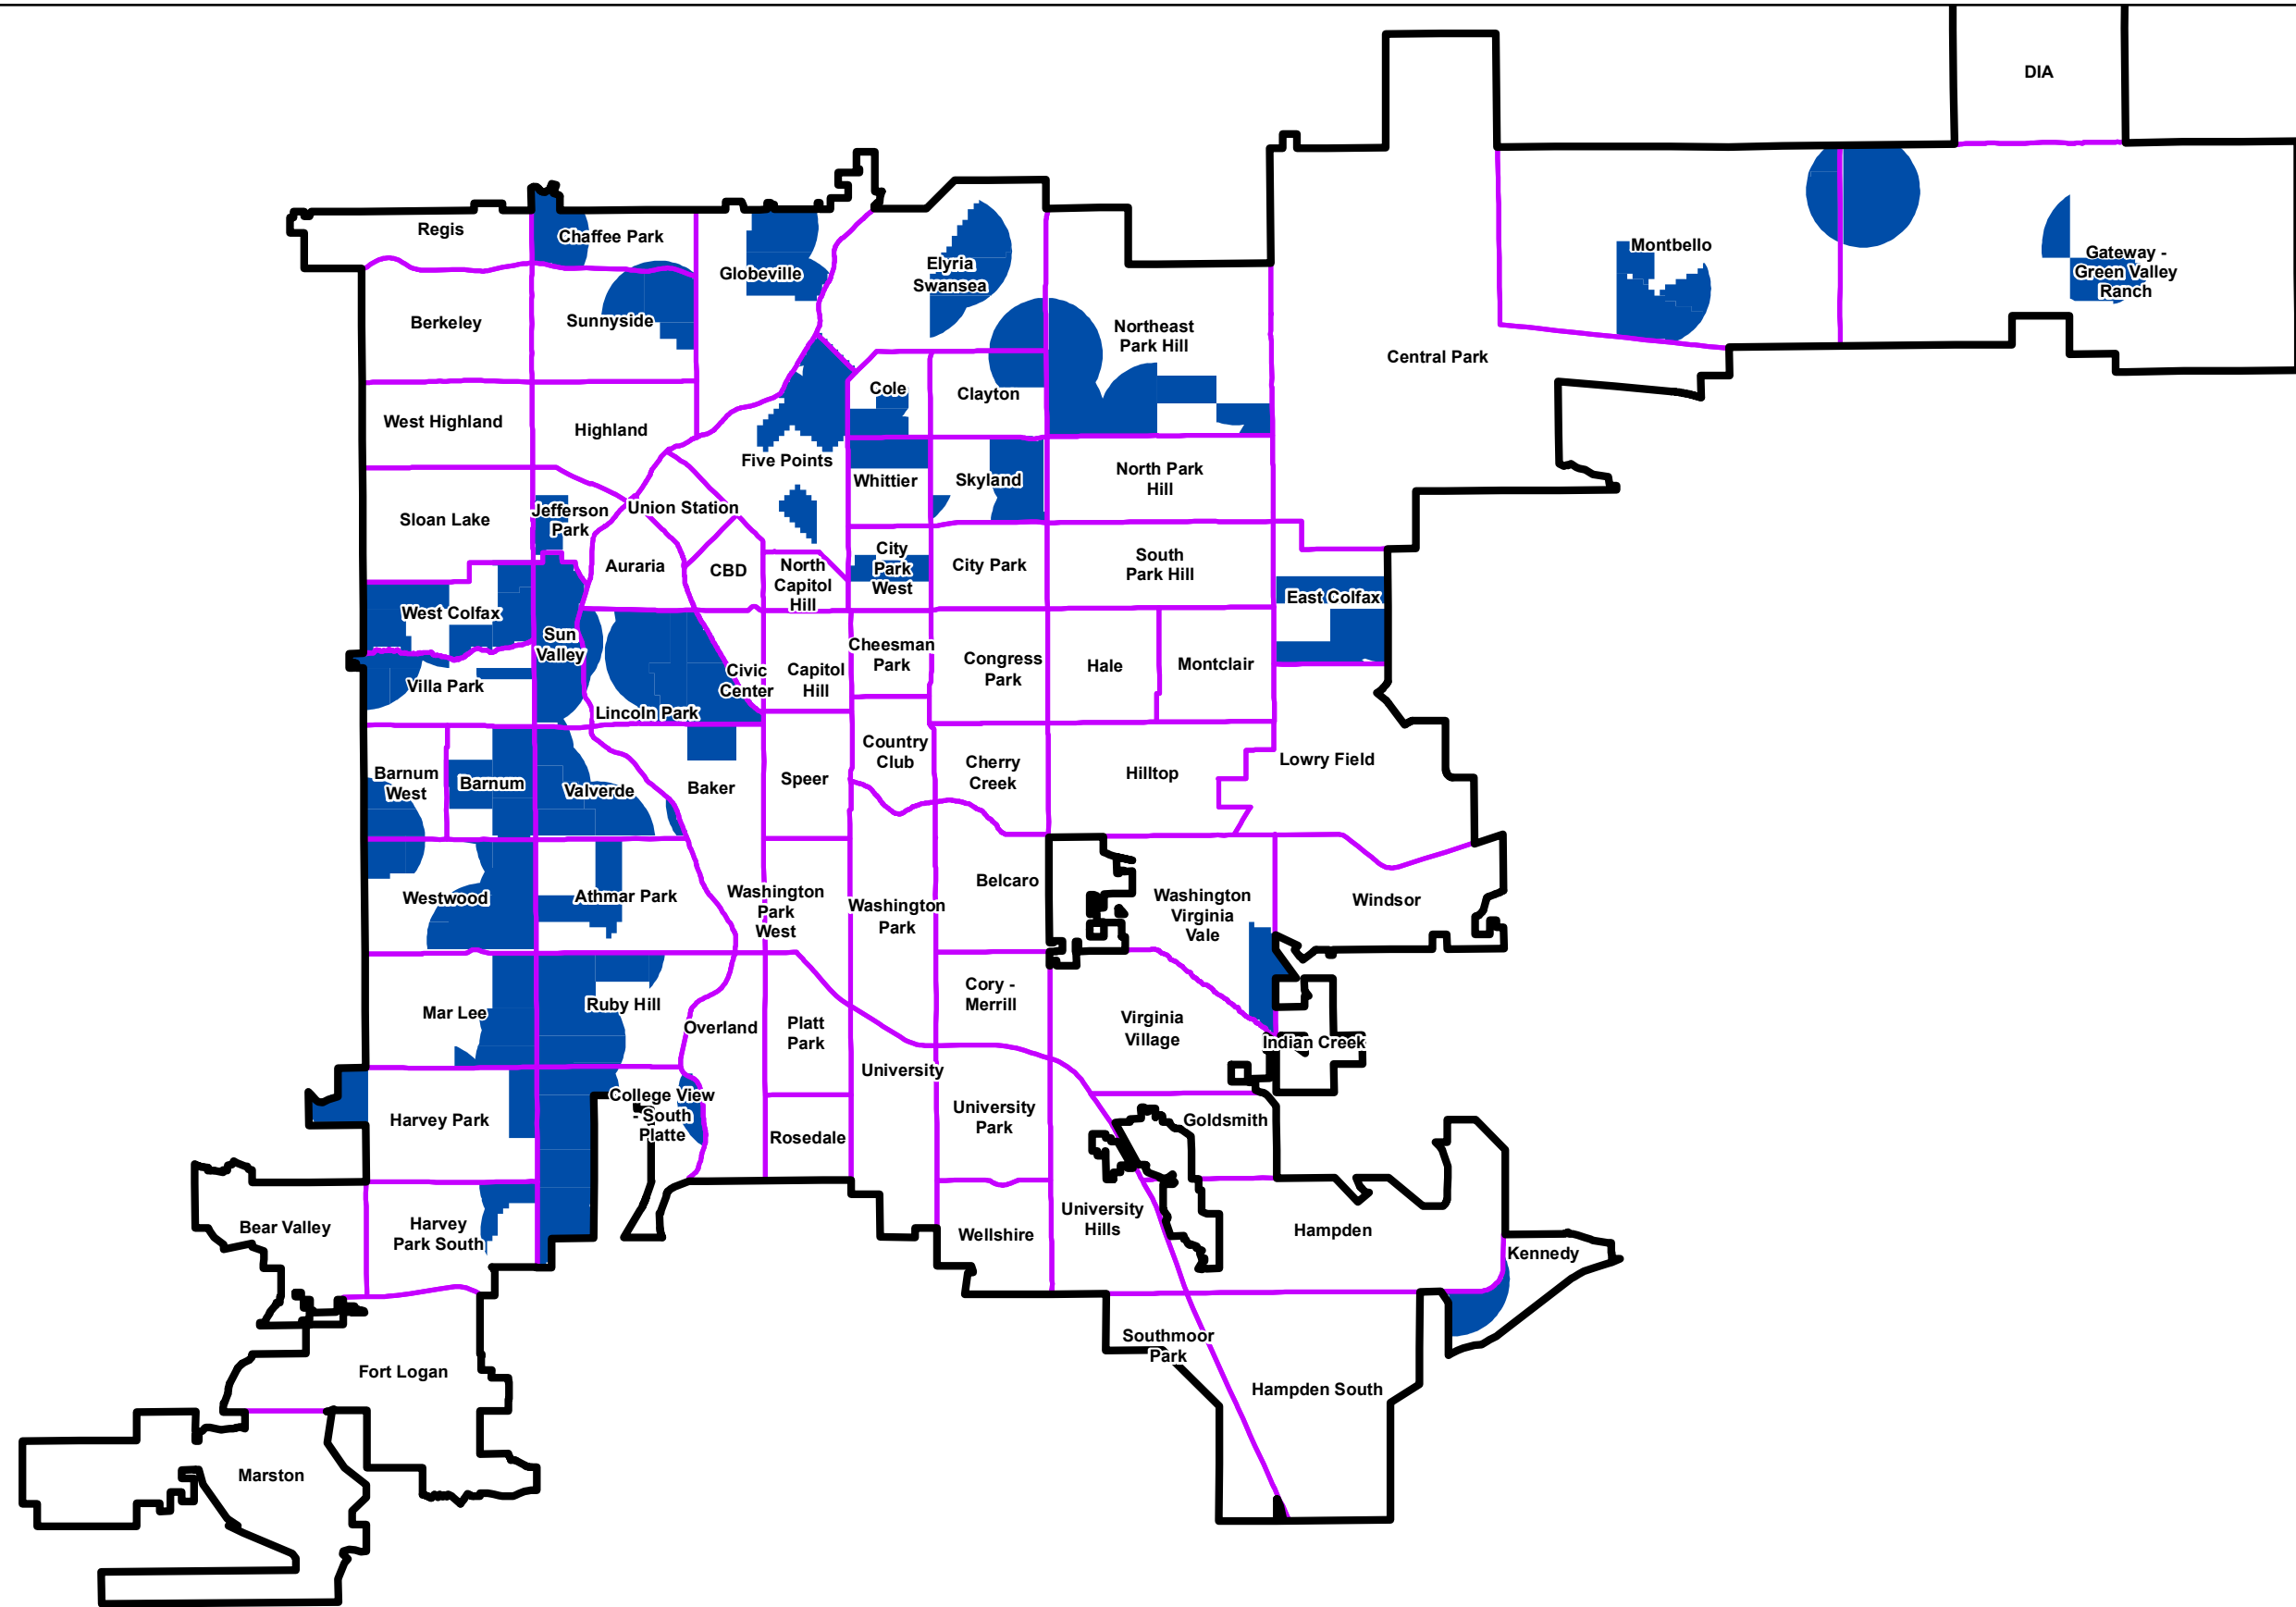 DIA
Regis
Chaffee Park
Globeville
Elyria
Swansea
Montbello
Gateway -
Green Valley
Ranch
Berkeley
Sunnyside
Northeast
Park Hill
Central Park
West Highland
Highland
Cole
Clayton
Five Points
Whittier
Skyland
North Park
Hill
Sloan Lake
Jefferson
Park
Union Station
Auraria
CBD
North
Capitol
Hill
City
Park
West
City Park
South
Park Hill
East Colfax
West Colfax
Sun
Valley
Villa Park
Lincoln Park
Civic
Center
Capitol
Hill
Cheesman
Park
Congress
Park
Hale
Montclair
Barnum
West
Barnum
Valverde
Baker
Speer
Country
Club
Cherry
Creek
Hilltop
Lowry Field
Westwood
Athmar Park
Washington
Park
West
Washington
Park
Belcaro
Washington
Virginia
Vale
Windsor
Mar Lee
Ruby Hill
Overland
Platt
Park
Cory -
Merrill
Virginia
Village
Indian Creek
University
Harvey Park
College View
- South
Platte
Rosedale
University
Park
Goldsmith
Bear Valley
Harvey
Park South
Wellshire
University
Hills
Hampden
Kennedy
Fort Logan
Southmoor
Park
Hampden South
Marston